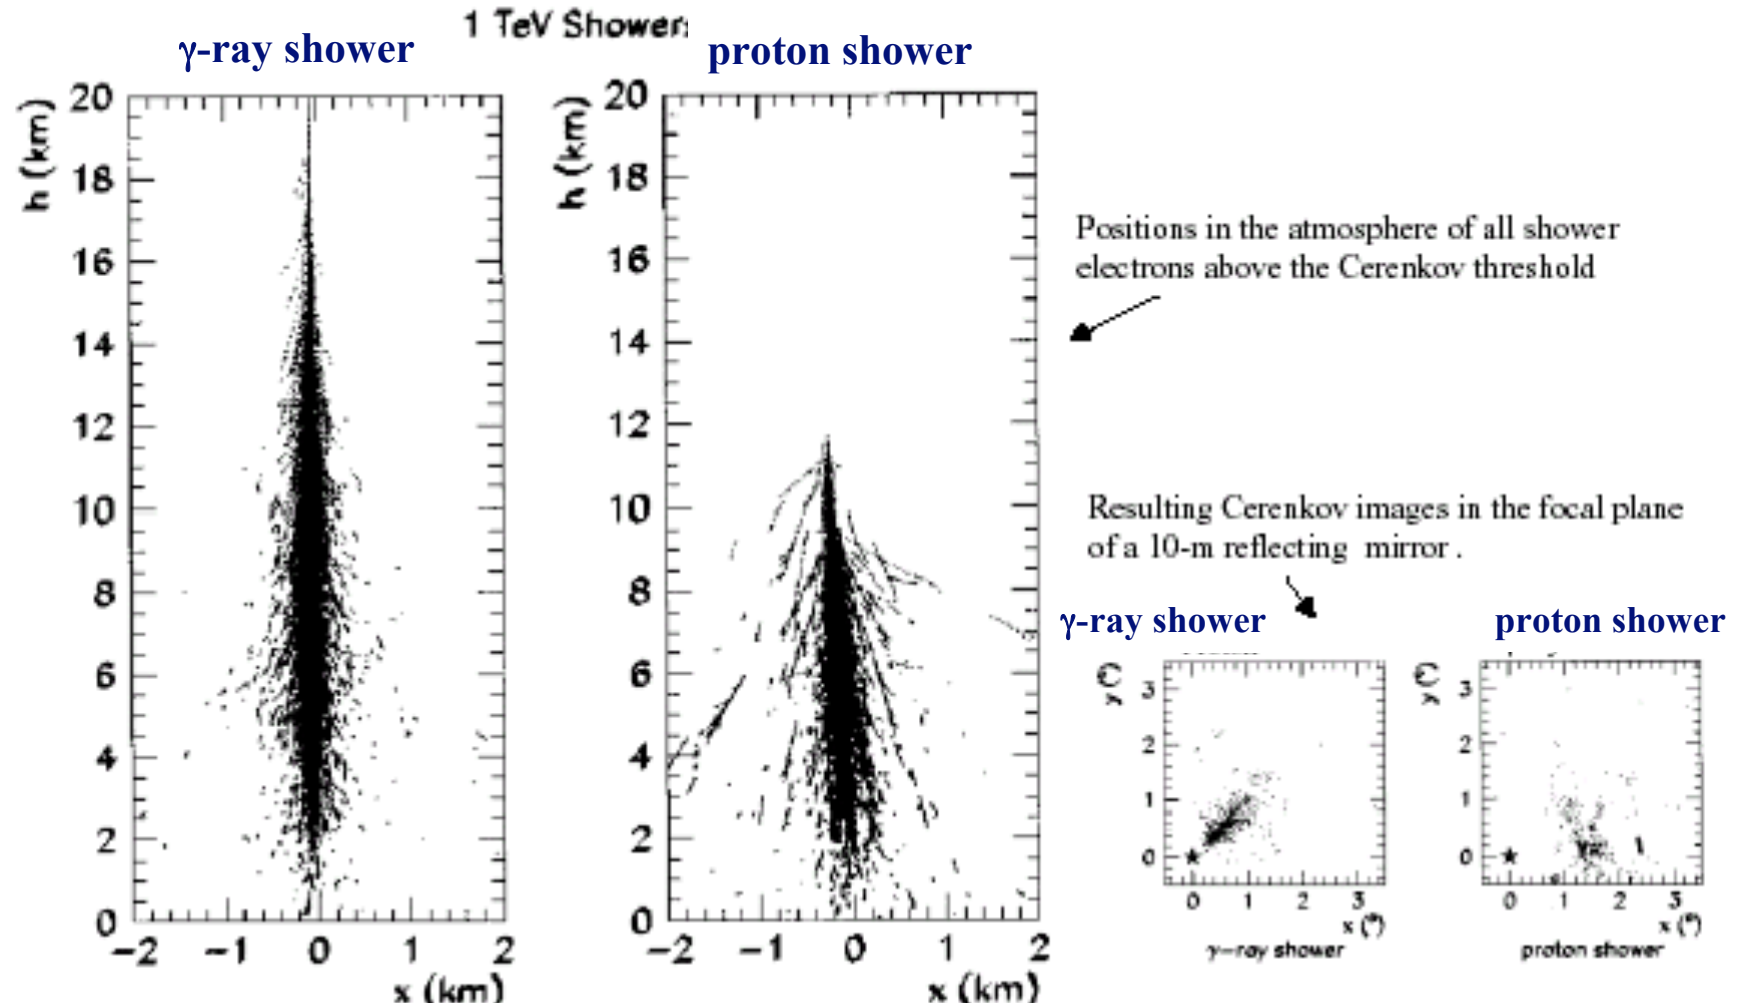 1 TeV Shower
γ-ray shower
proton shower
h (km)
20
18
16
14
12
10
8
6
4
2
0
−2
−1
0
1
2
x (km)
h (km)
20
18
16
14
12
10
8
6
4
2
0
−2
−1
0
1
2
x (km)
Positions in the atmosphere of all shower
electrons above the Cerenkov threshold
Resulting Cerenkov images in the focal plane
of a 10-m reflecting mirror .
γ-ray shower
proton shower
y (°)
3
2
1
0
0
1
2
3
x (°)
γ−ray shower
y (°)
3
2
1
0
0
1
2
3
x (°)
proton shower